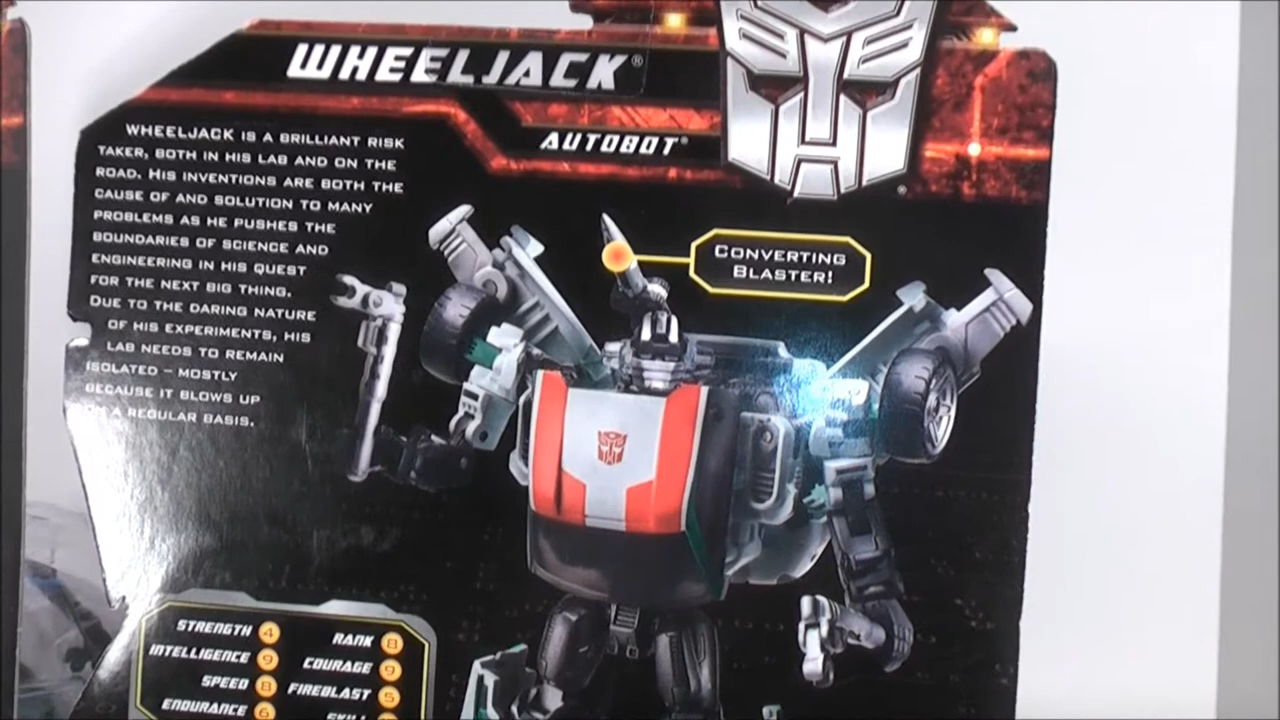 WHEELJACK®
AUTOBOT®
WHEELJACK IS A BRILLIANT RISK
TAKER, BOTH IN HIS LAB AND ON THE
ROAD. HIS INVENTIONS ARE BOTH THE
CAUSE OF AND SOLUTION TO MANY
PROBLEMS AS HE PUSHES THE
BOUNDARIES OF SCIENCE AND
ENGINEERING IN HIS QUEST
FOR THE NEXT BIG THING.
DUE TO THE DARING NATURE
OF HIS EXPERIMENTS, HIS
LAB NEEDS TO REMAIN
ISOLATED – MOSTLY
BECAUSE IT BLOWS UP
ON A REGULAR BASIS.
CONVERTING
BLASTER!
STRENGTH 4
INTELLIGENCE 9
SPEED 8
ENDURANCE 6
RANK 8
COURAGE 9
FIREBLAST 5
SKILL